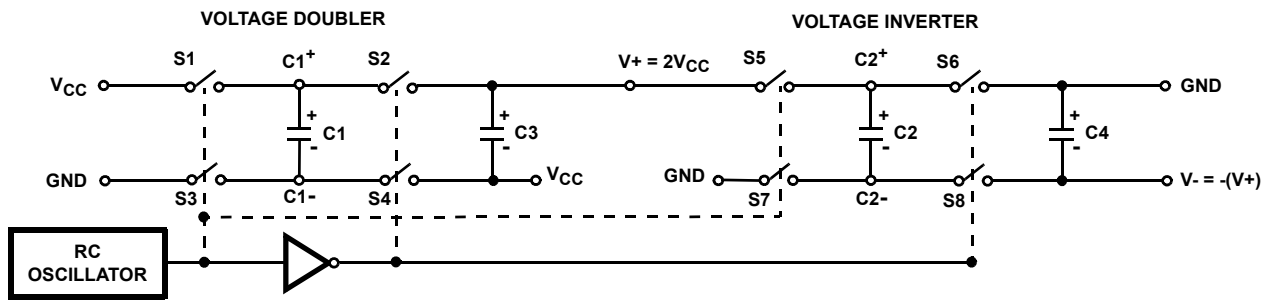 VOLTAGE DOUBLER
VOLTAGE INVERTER
S1 C1+ S2 V+ = 2VCC S5 C2+ S6
VCC GND
+ C1 - + C3 - + C2 - + C4 -
GND VCC GND V- = -(V+)
S3 C1- S4 S7 C2- S8
RC
OSCILLATOR